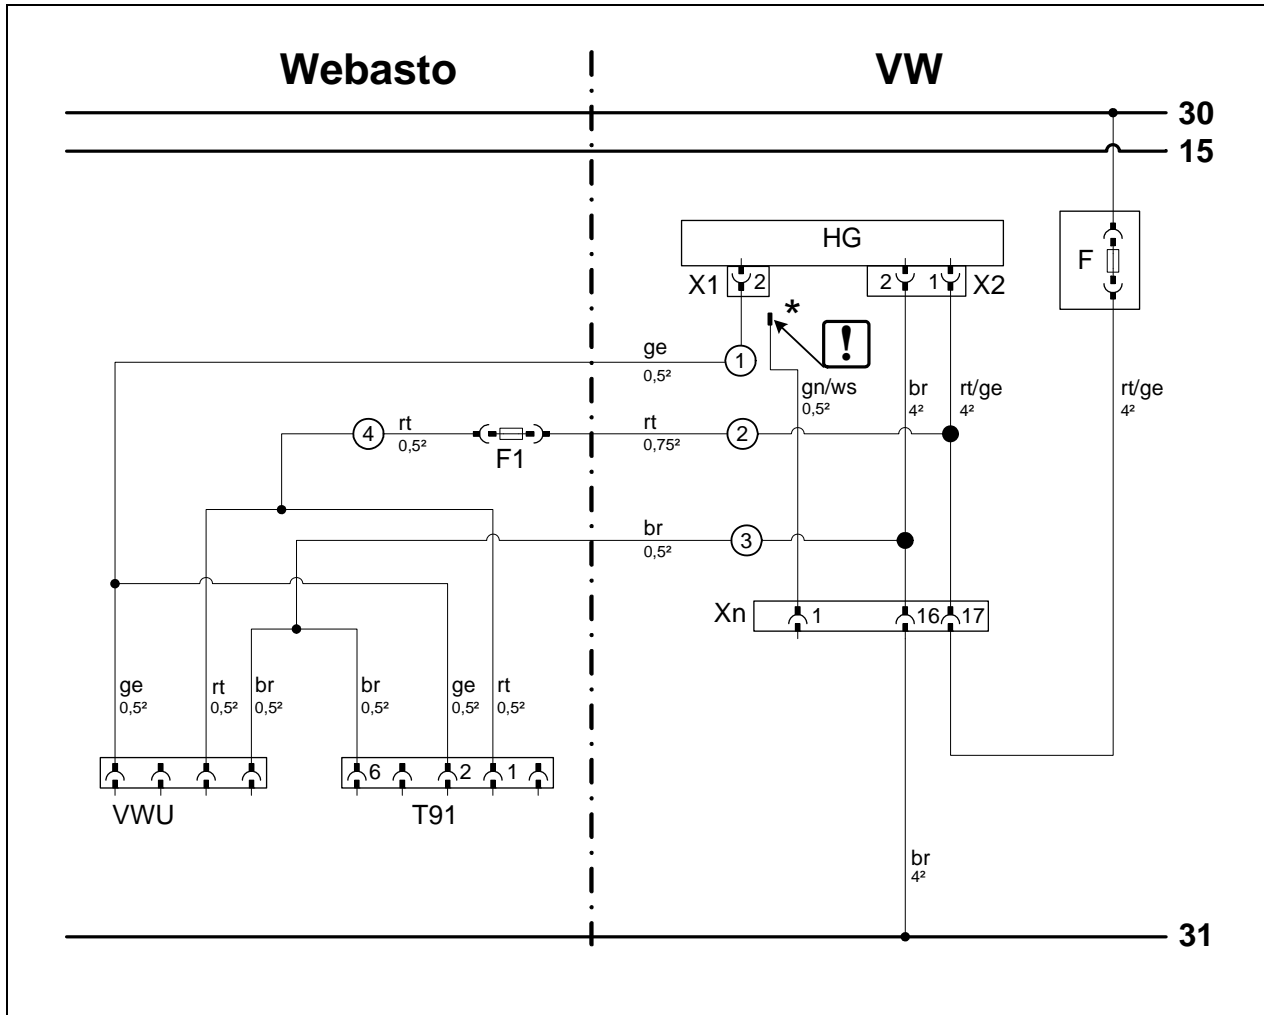 Webasto VW
30
15
HG
F
X1 2 2 1 X2
*
!
ge
0,5²
1
gn/ws
0,5²
br
4²
rt/ge
4²
rt/ge
4²
4
rt
0,5²
F1
rt
0,75²
2
br
0,5²
3
Xn 1 16 17
ge
0,5²
rt
0,5²
br
0,5²
br
0,5²
ge
0,5²
rt
0,5²
6 2 1
VWU T91
br
4²
31